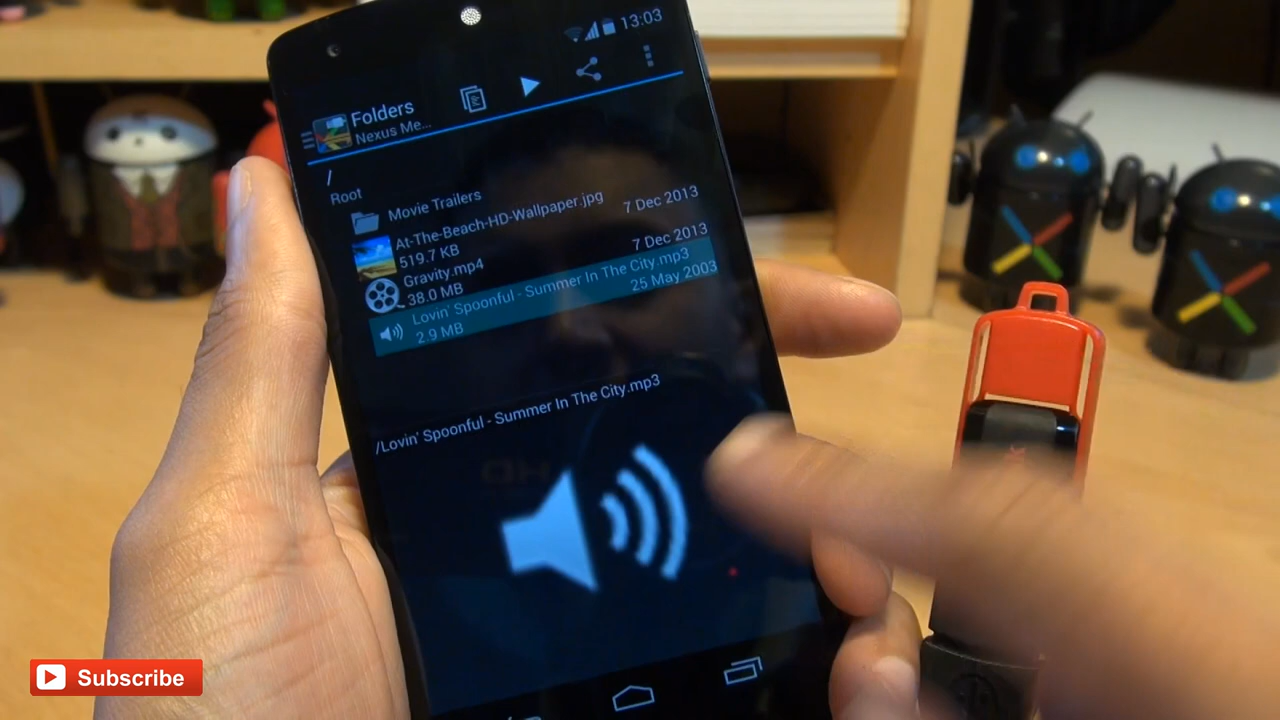 13:03
Folders
Nexus Me...
/
Root
Movie Trailers
At-The-Beach-HD-Wallpaper.jpg
519.7 KB
7 Dec 2013
Gravity.mp4
38.0 MB
7 Dec 2013
Lovin' Spoonful - Summer In The City.mp3
2.9 MB
25 May 2003
/Lovin' Spoonful - Summer In The City.mp3
Subscribe